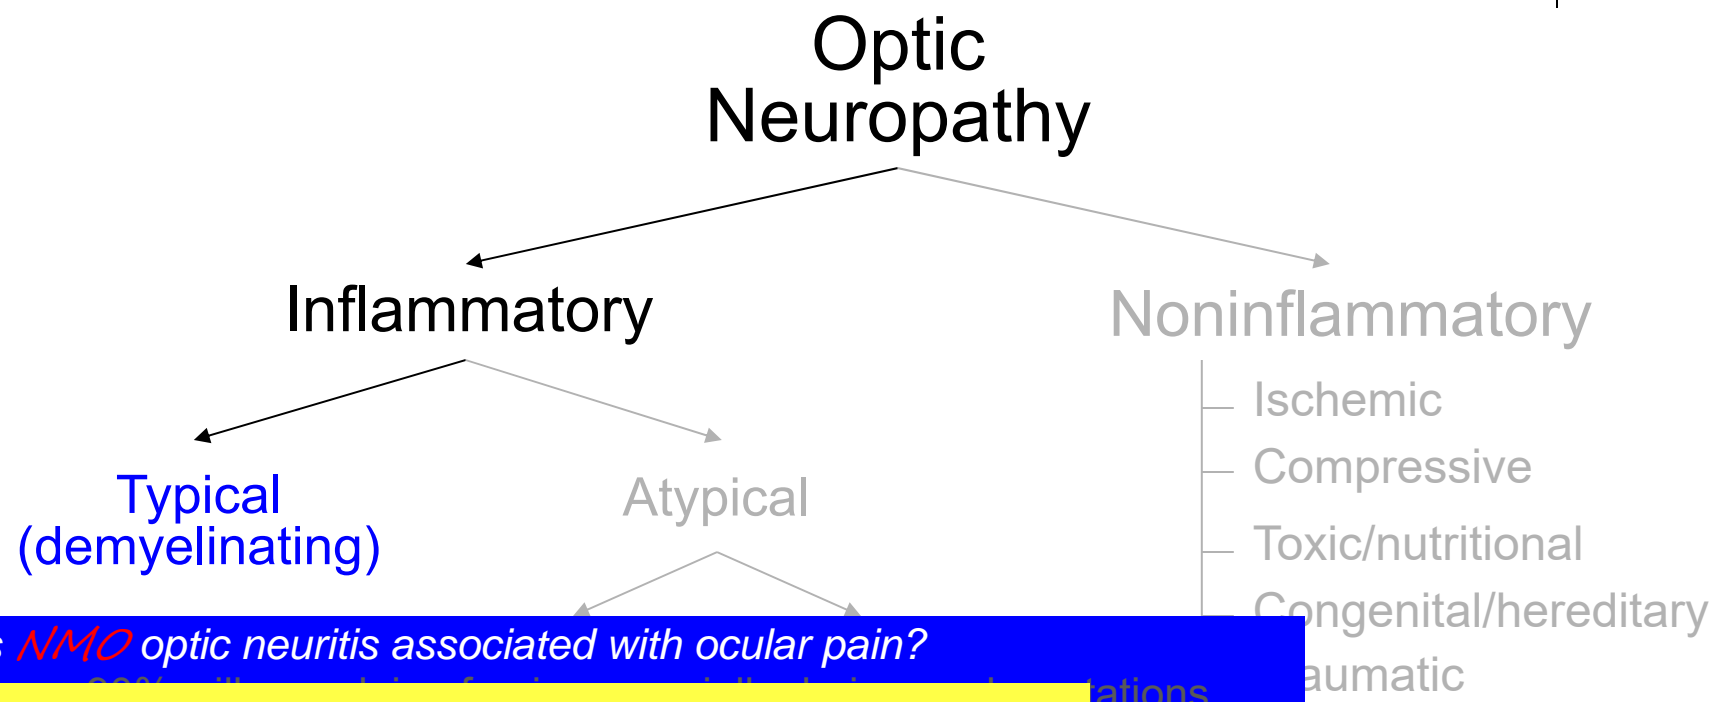 Optic
Neuropathy
Inflammatory
Noninflammatory
Typical
(demyelinating)
Atypical
Ischemic
Compressive
Toxic/nutritional
Congenital/hereditary
aumatic
s NMO optic neuritis associated with ocular pain?
tations